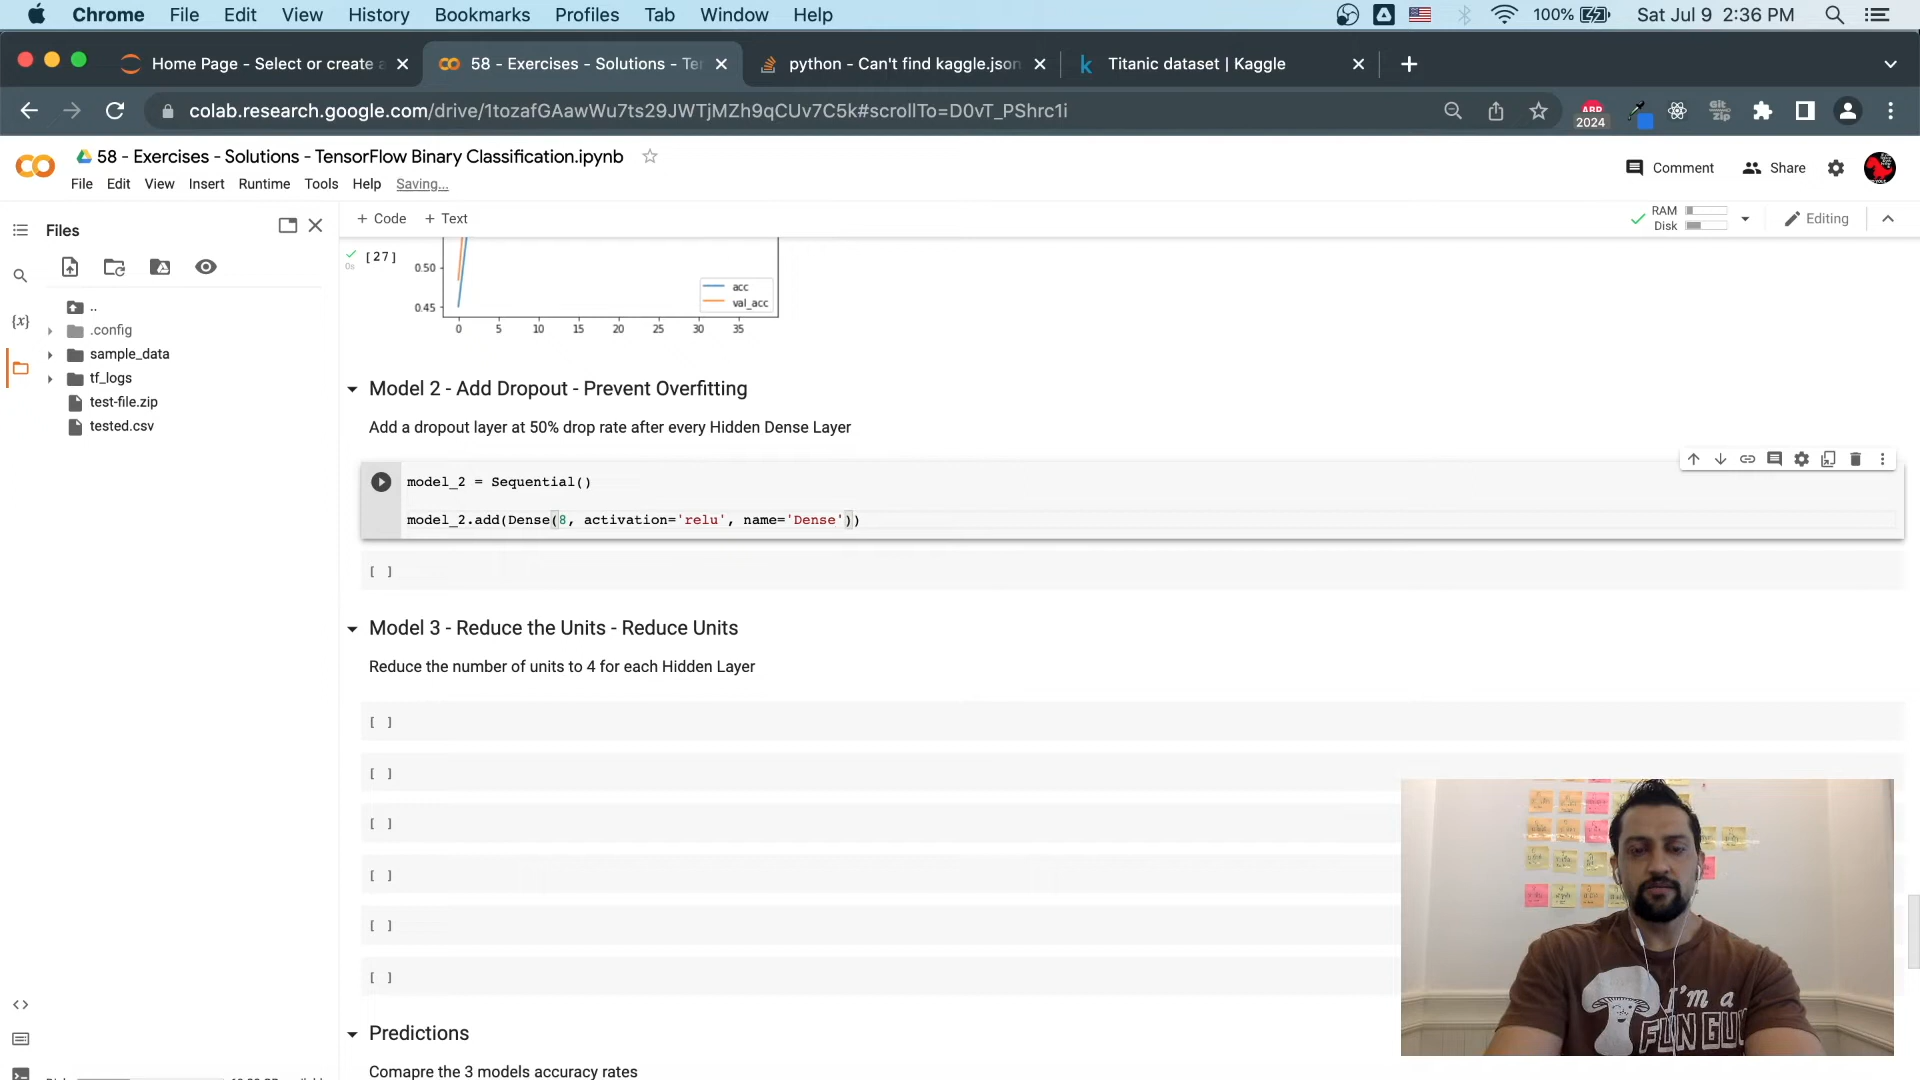 Chrome File Edit View History Bookmarks Profiles Tab Window Help 100% Sat Jul 9 2:36 PM
Home Page - Select or create a 58 - Exercises - Solutions - Te python - Can't find kaggle.json Titanic dataset | Kaggle
colab.research.google.com/drive/1tozafGAawWu7ts29JWTjMZh9qCUv7C5k#scrollTo=D0vT_PShrc1i ABP 2024 Git Zip
58 - Exercises - Solutions - TensorFlow Binary Classification.ipynb
File Edit View Insert Runtime Tools Help Saving...
Comment Share
Files
+ Code + Text
RAM
Disk
Editing
..
.config
sample_data
tf_logs
test-file.zip
tested.csv
{x}
[27]
0s
0.50
0.45
acc
val_acc
0 5 10 15 20 25 30 35
Model 2 - Add Dropout - Prevent Overfitting
Add a dropout layer at 50% drop rate after every Hidden Dense Layer
model_2 = Sequential()
model_2.add(Dense(8, activation='relu', name='Dense'))
[ ]
Model 3 - Reduce the Units - Reduce Units
Reduce the number of units to 4 for each Hidden Layer
[ ]
[ ]
[ ]
[ ]
[ ]
[ ]
Predictions
Comapre the 3 models accuracy rates
I'm a
FUN GUY